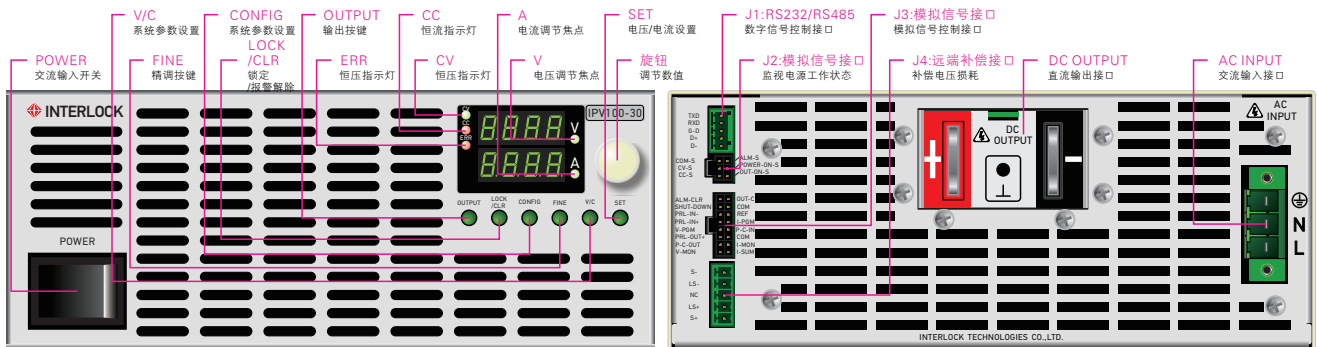 V/C
系统参数设置
CONFIG
系统参数设置
OUTPUT
输出按键
CC
恒流指示灯
A
电流调节焦点
SET
电压/电流设置
J1:RS232/RS485
数字信号控制接口
J3:模拟信号接口
模拟信号控制接口
POWER
交流输入开关
FINE
精调按键
LOCK
/CLR
锁定
/报警解除
ERR
恒压指示灯
CV
恒压指示灯
V
电压调节焦点
旋钮
调节数值
J2:模拟信号接口
监视电源工作状态
J4:远端补偿接口
补偿电压损耗
DC OUTPUT
直流输出接口
AC INPUT
交流输入接口
INTERLOCK
CV
CC
ERR
V
A
IPV100-30
OUTPUT
LOCK
/CLR
CONFIG
FINE
V/C
SET
POWER
TXD
RXD
G-D
D+
D-
COM-S
CV-S
CC-S
ALM-S
POWER-ON-S
OUT-ON-S
ALM-CLR
SHUT-DOWN
PRL-IN-
PRL-IN+
V-PGM
PRL-OUT+
P-C-OUT
V-MON
OUT-C
COM
REF
I-PGM
P-C-IN
COM
I-MON
I-SUM
S-
LS-
NC
LS+
S+
+
DC
OUTPUT
-
AC
INPUT
N
L
INTERLOCK TECHNOLOGIES CO.,LTD.